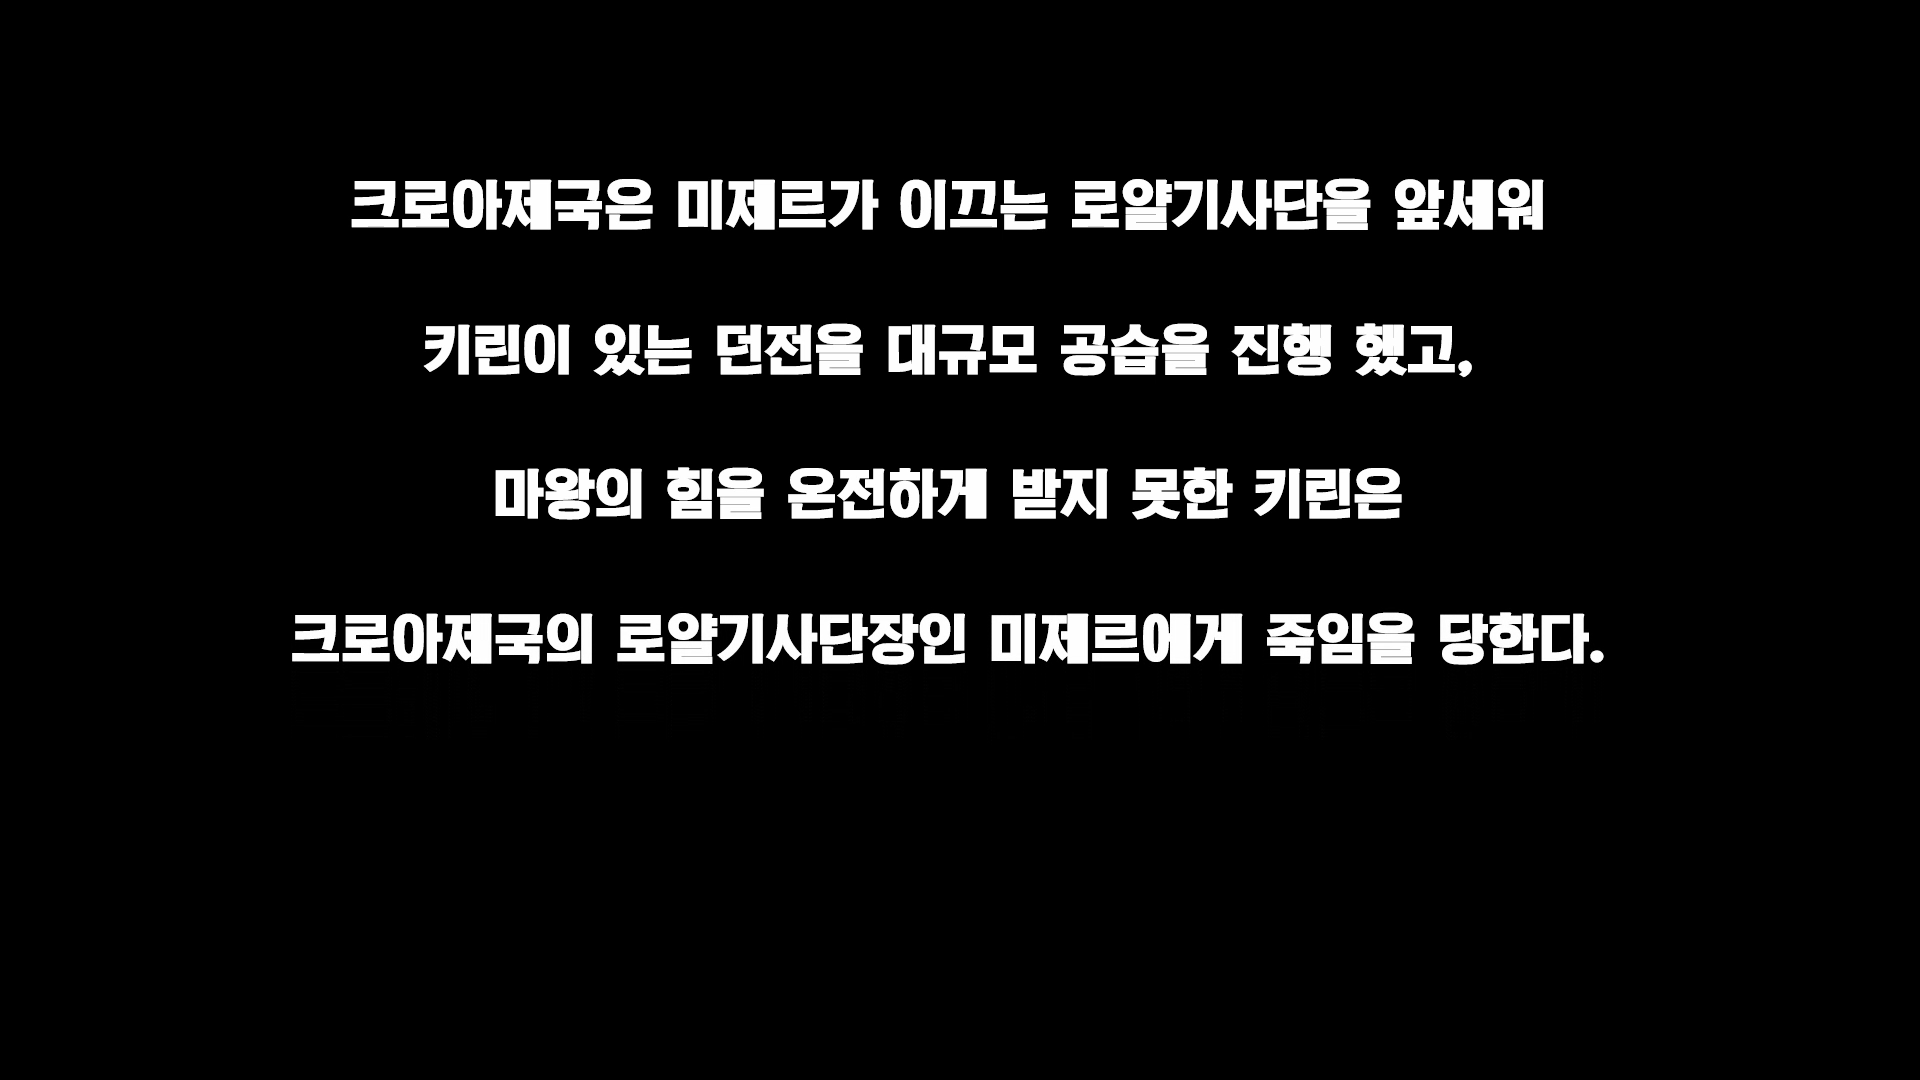 크로아제국은 미제르가 이끄는 로얄기사단을 앞세워
키린이 있는 던전을 대규모 공습을 진행 했고,
마왕의 힘을 온전하게 받지 못한 키린은
크로아제국의 로얄기사단장인 미제르에게 죽임을 당한다.